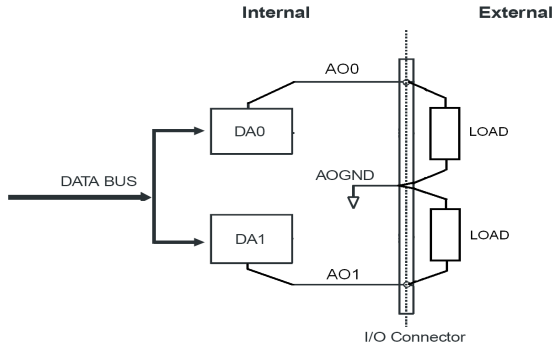 Internal
External
AO0
DA0
LOAD
AOGND
DATA BUS
DA1
LOAD
AO1
I/O Connector